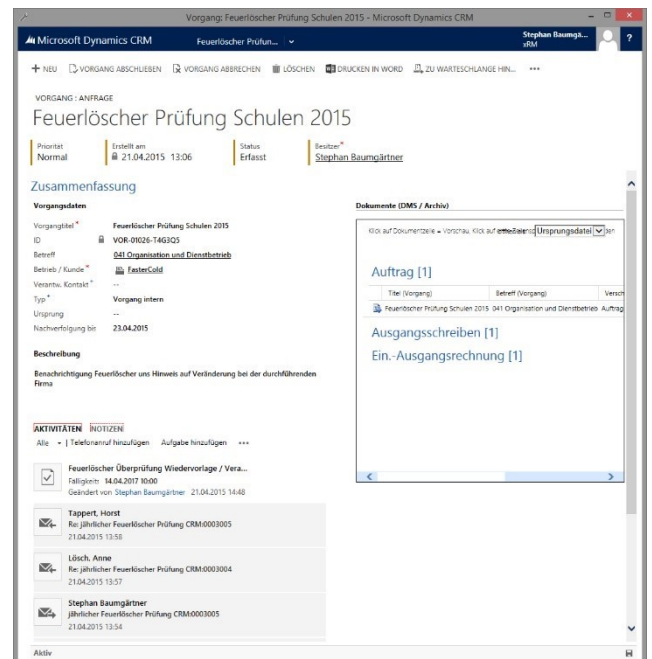 Vorgang: Feuerlöscher Prüfung Schulen 2015 - Microsoft Dynamics CRM
Microsoft Dynamics CRM Feuerlöscher Prüfun...
Stephan Baumgä...
xRM
?
+ NEU VORGANG ABSCHLIEßEN VORGANG ABBRECHEN LÖSCHEN DRUCKEN IN WORD ZU WARTESCHLANGE HIN... •••
VORGANG : ANFRAGE
Feuerlöscher Prüfung Schulen 2015
Priorität Erstellt am Status Besitzer*
Normal 21.04.2015 13:06 Erfasst Stephan Baumgärtner
Zusammenfassung
Vorgangsdaten
Vorgangtitel * Feuerlöscher Prüfung Schulen 2015
ID VOR-01026-T4G3Q5
Betreff 041 Organisation und Dienstbetrieb
Betrieb / Kunde * FasterCold
Verantw. Kontakt * --
Typ * Vorgang intern
Ursprung --
Nachverfolgung bis 23.04.2015
Beschreibung
Benachrichtigung Feuerlöscher uns Hinweis auf Veränderung bei der durchführenden
Firma
AKTIVITÄTEN NOTIZEN
Alle | Telefonanruf hinzufügen Aufgabe hinzufügen •••
Feuerlöscher Überprüfung Wiedervorlage / Vera...
Fälligkeit: 14.04.2017 10:00
Geändert von Stephan Baumgärtner 21.04.2015 14:48
Tappert, Horst
Re: jährlicher Feuerlöscher Prüfung CRM:0003005
21.04.2015 13:58
Lösch, Anne
Re: jährlicher Feuerlöscher Prüfung CRM:0003004
21.04.2015 13:57
Stephan Baumgärtner
jährlicher Feuerlöscher Prüfung CRM:0003005
21.04.2015 13:54
Dokumente (DMS / Archiv)
Klick auf Dokumentzeile = Vorschau, Klick auf Ursprungsdatei
Auftrag [1]
Titel (Vorgang) Betreff (Vorgang) Versch
Feuerlöscher Prüfung Schulen 2015 041 Organisation und Dienstbetrieb Auftrag
Ausgangsschreiben [1]
Ein.-Ausgangsrechnung [1]
Aktiv